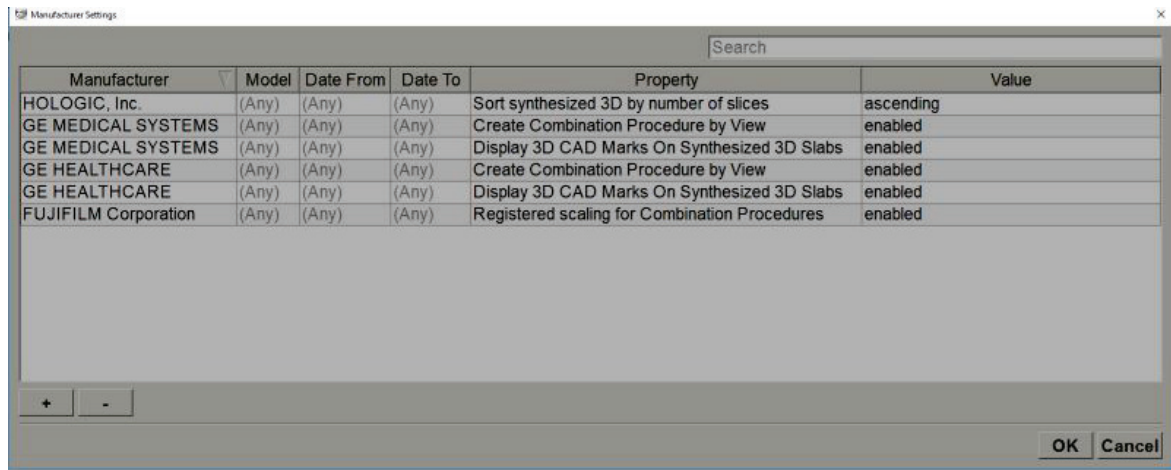 Manufacturer Settings
Search
Manufacturer Model Date From Date To Property Value
HOLOGIC, Inc. (Any) (Any) (Any) Sort synthesized 3D by number of slices ascending
GE MEDICAL SYSTEMS (Any) (Any) (Any) Create Combination Procedure by View enabled
GE MEDICAL SYSTEMS (Any) (Any) (Any) Display 3D CAD Marks On Synthesized 3D Slabs enabled
GE HEALTHCARE (Any) (Any) (Any) Create Combination Procedure by View enabled
GE HEALTHCARE (Any) (Any) (Any) Display 3D CAD Marks On Synthesized 3D Slabs enabled
FUJIFILM Corporation (Any) (Any) (Any) Registered scaling for Combination Procedures enabled
+ -
OK Cancel